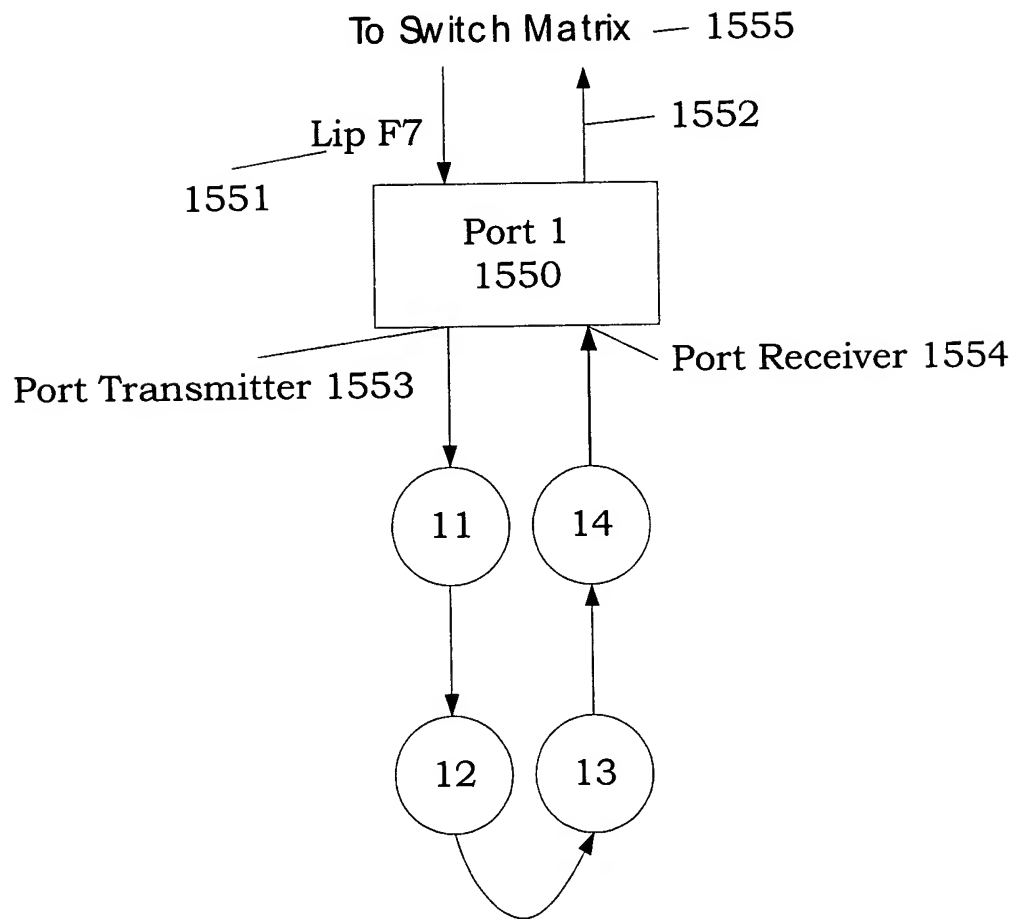 To Switch Matrix 1555
1552
Lip F7
1551
Port 1
1550
Port Receiver 1554
Port Transmitter 1553
11
14
12
13